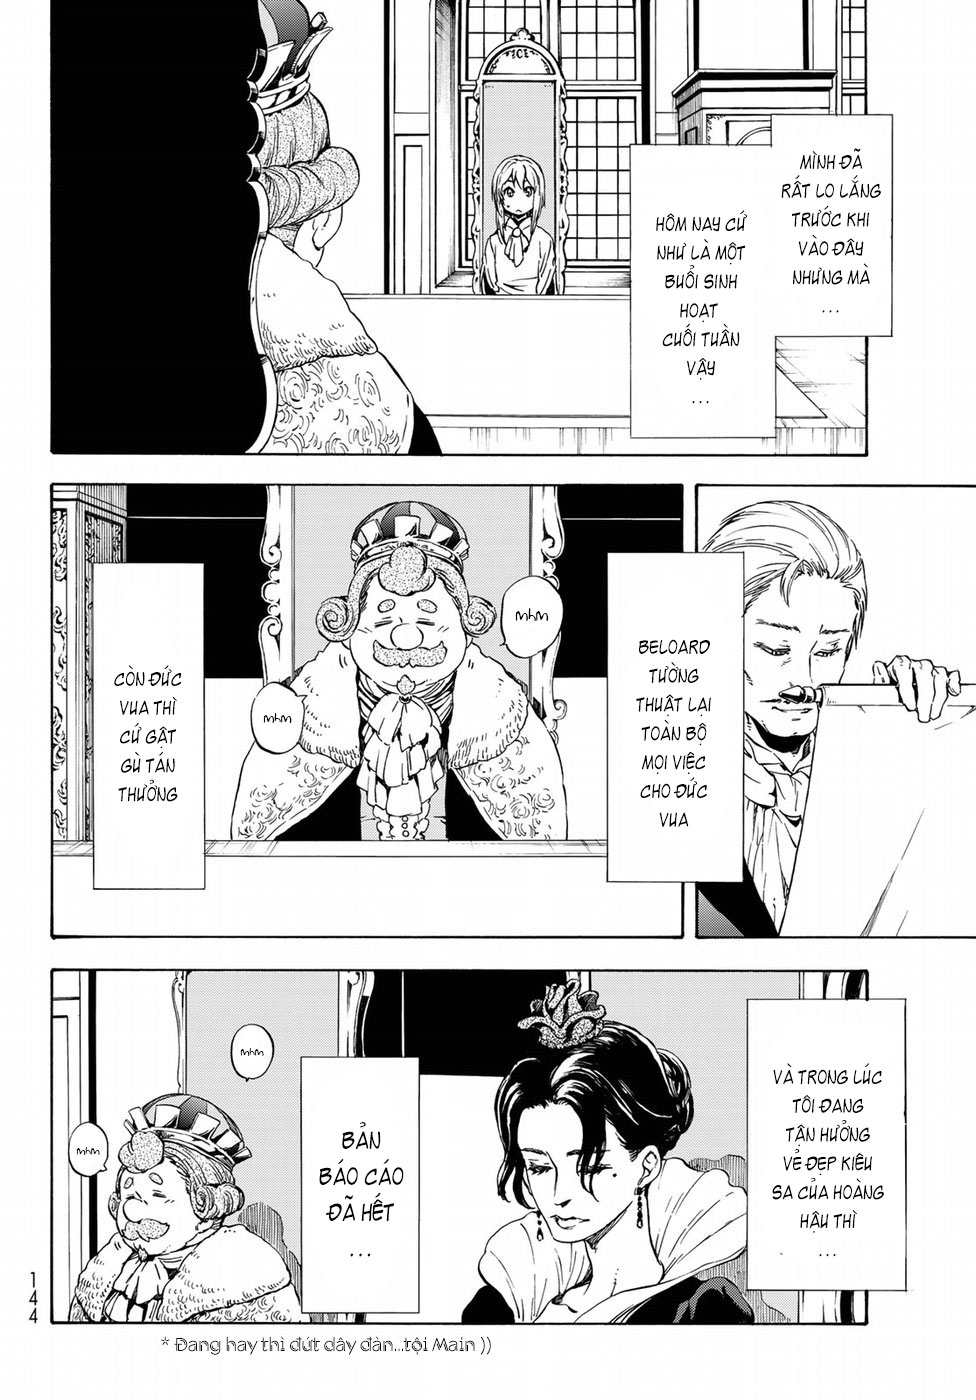 MÌNH ĐÃ
RẤT LO LẮNG
TRƯỚC KHI
VÀO ĐÂY
NHƯNG MÀ
...
HÔM NAY CỨ
NHƯ LÀ MỘT
BUỔI SINH
HOẠT
CUỐI TUẦN
VẬY
...
BELOARD
TƯỜNG
THUẬT LẠI
TOÀN BỘ
MỌI VIỆC
CHO ĐỨC
VUA
mhm
mhm
CÒN ĐỨC
VUA THÌ
CỨ GẬT
GÙ TÁN
THƯỞNG
VÀ TRONG LÚC
TÔI ĐANG
TẬN HƯỞNG
VẺ ĐẸP KIÊU
SA CỦA HOÀNG
HẬU THÌ
...
BẢN
BÁO CÁO
ĐÃ HẾT
...
mhm
mhm
144
* Đang hay thì đứt dây đàn...tội Main ))